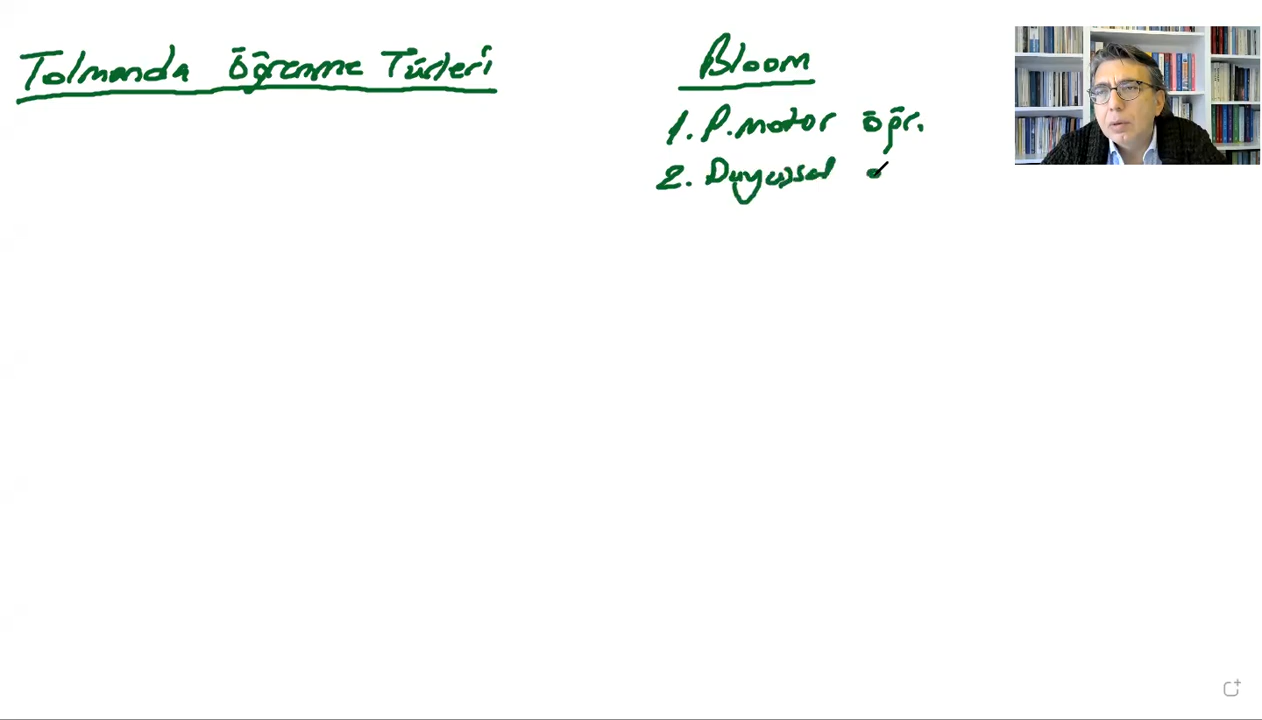 Tolmanda Öğrenme Türleri
Bloom
1. P.motor öğr.
2. Duyuşsal